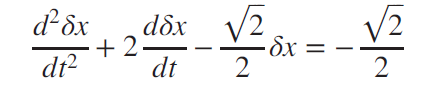 d²δx/dt² + 2 dδx/dt − √2/2 δx = − √2/2